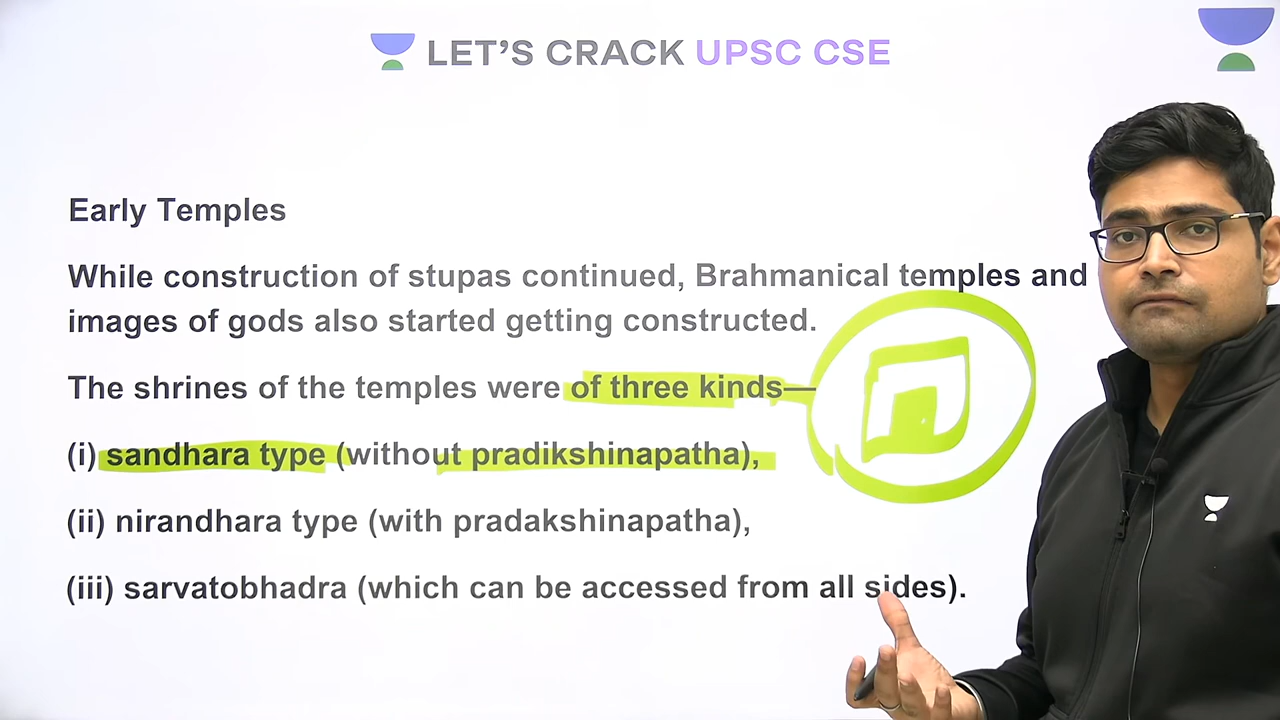 LET'S CRACK UPSC CSE
Early Temples
While construction of stupas continued, Brahmanical temples and
images of gods also started getting constructed.
The shrines of the temples were of three kinds—
(i) sandhara type (without pradikshinapatha),
(ii) nirandhara type (with pradakshinapatha),
(iii) sarvatobhadra (which can be accessed from all sides).